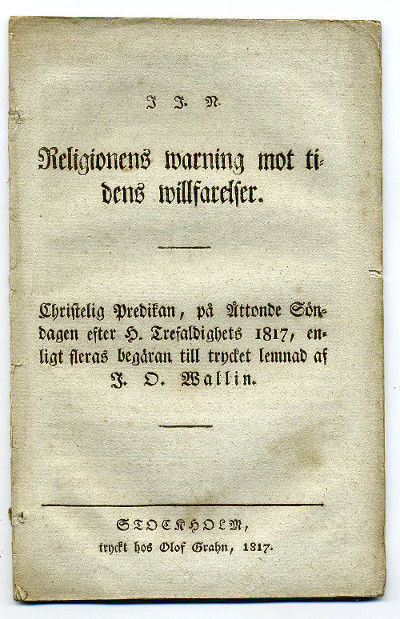 I I. N.
Religionens warning mot ti-
dens willfarelser.
Christelig Predikan, på Åttonde Sön-
dagen efter H. Trefaldighets 1817, en-
ligt fleras begäran till trycket lemnad af
J. O. Wallin.
STOCKHOLM,
tryckt hos Olof Grahn, 1817.